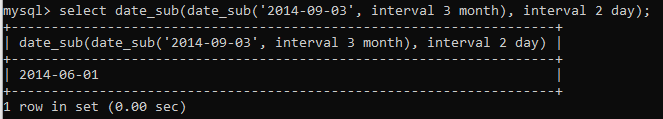 mysql> select date_sub(date_sub('2014-09-03', interval 3 month), interval 2 day);
+------------------------------------------------------------------+
| date_sub(date_sub('2014-09-03', interval 3 month), interval 2 day) |
+------------------------------------------------------------------+
| 2014-06-01 |
+------------------------------------------------------------------+
1 row in set (0.00 sec)